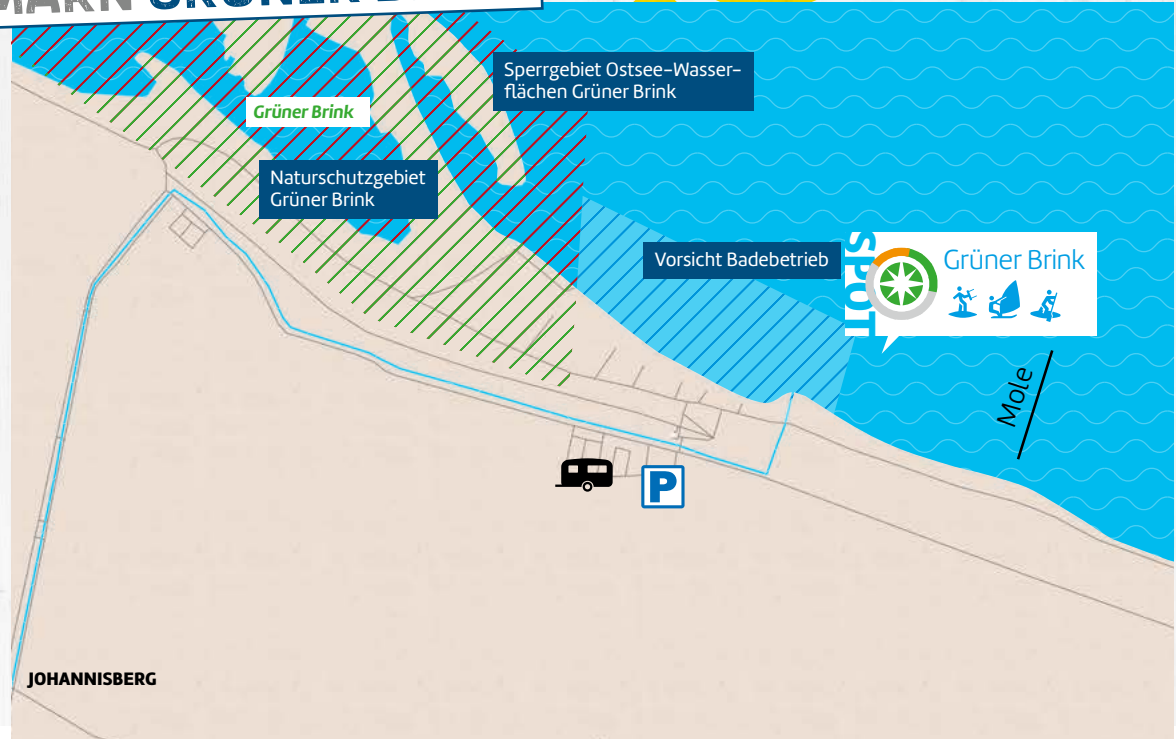 Sperrgebiet Ostsee-Wasser-
flächen Grüner Brink
Grüner Brink
Naturschutzgebiet
Grüner Brink
Vorsicht Badebetrieb
SPOT
Grüner Brink
Mole
P
JOHANNISBERG